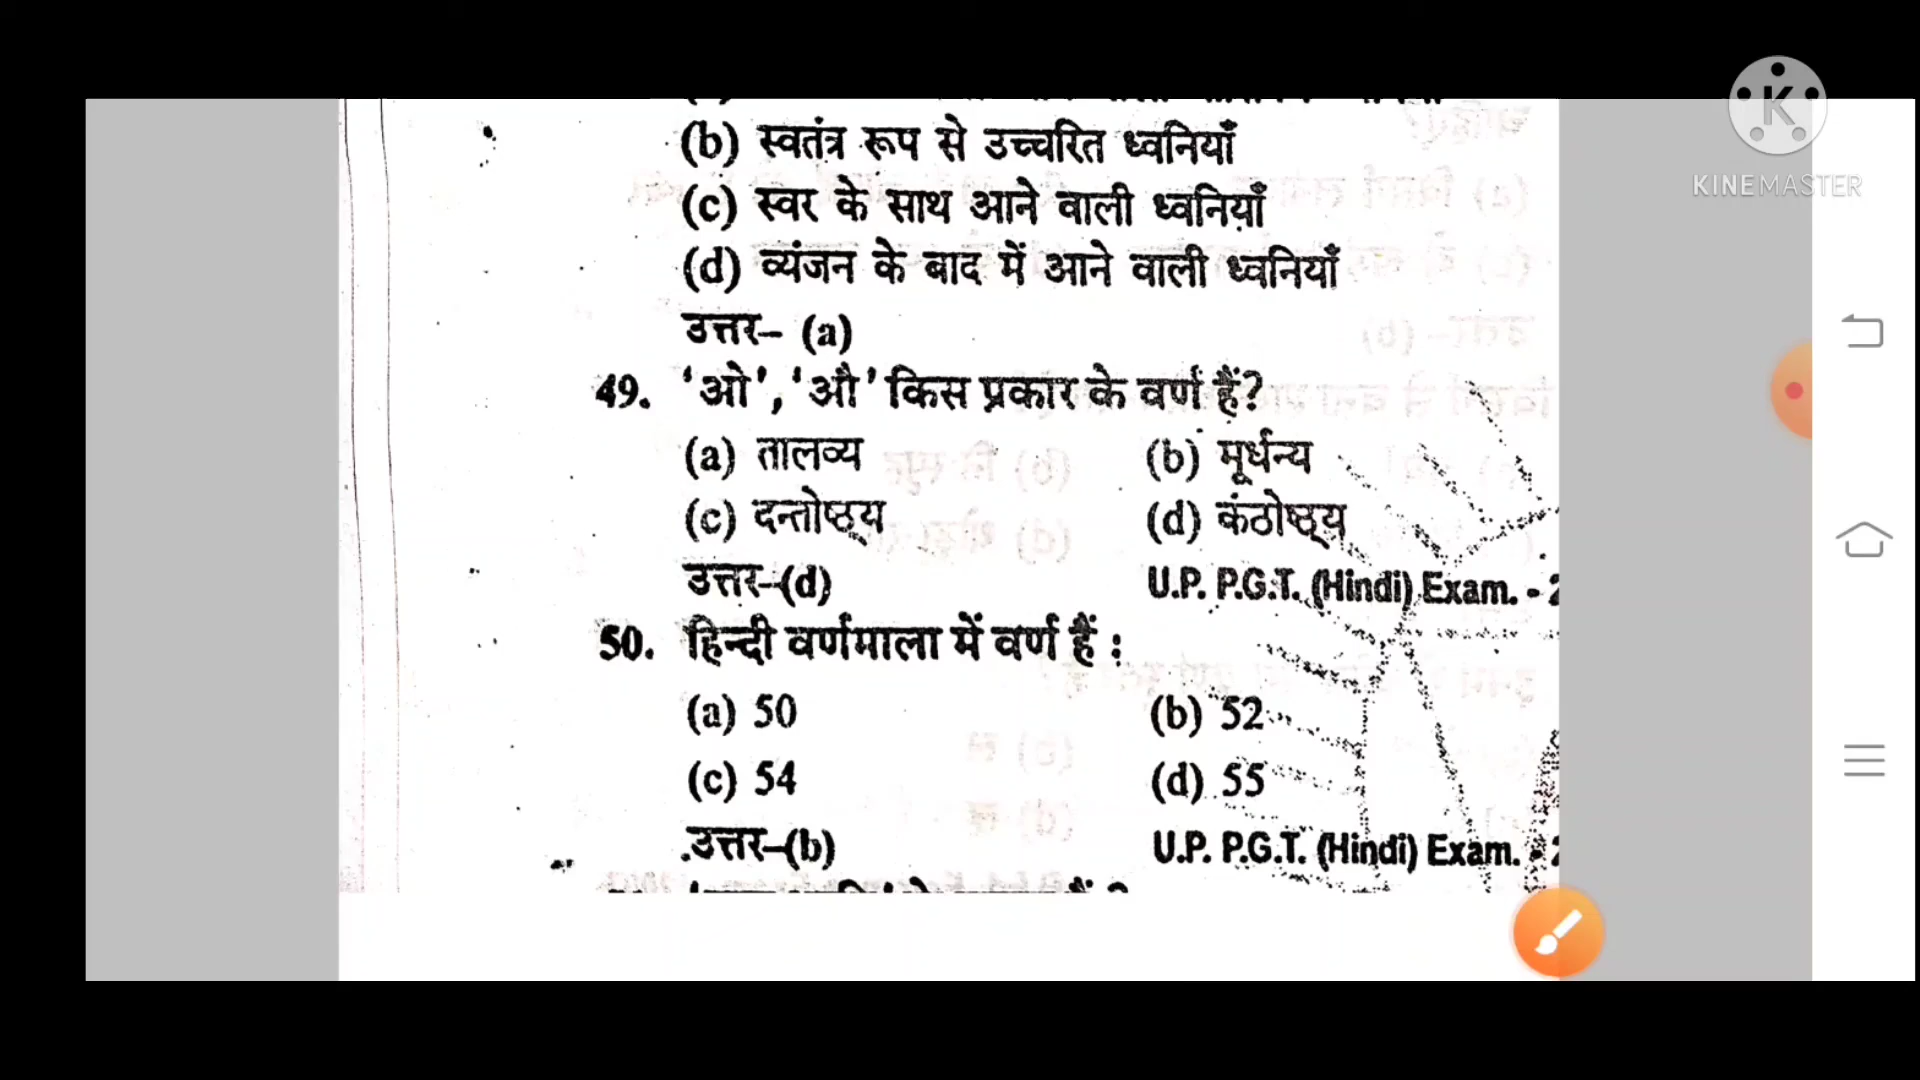 (b) स्वतंत्र रूप से उच्चरित ध्वनियाँ
(c) स्वर के साथ आने वाली ध्वनियाँ
(d) व्यंजन के बाद में आने वाली ध्वनियाँ
उत्तर– (a)
49. 'ओ', 'औ' किस प्रकार के वर्ण हैं?
(a) तालव्य (b) मूर्धन्य
(c) दन्तोष्ठ्य (d) कंठोष्ठ्य
उत्तर–(d) U.P. P.G.T. (Hindi) Exam. -
50. हिन्दी वर्णमाला में वर्ण हैं :
(a) 50 (b) 52
(c) 54 (d) 55
उत्तर–(b) U.P. P.G.T. (Hindi) Exam. -
K
KINEMASTER